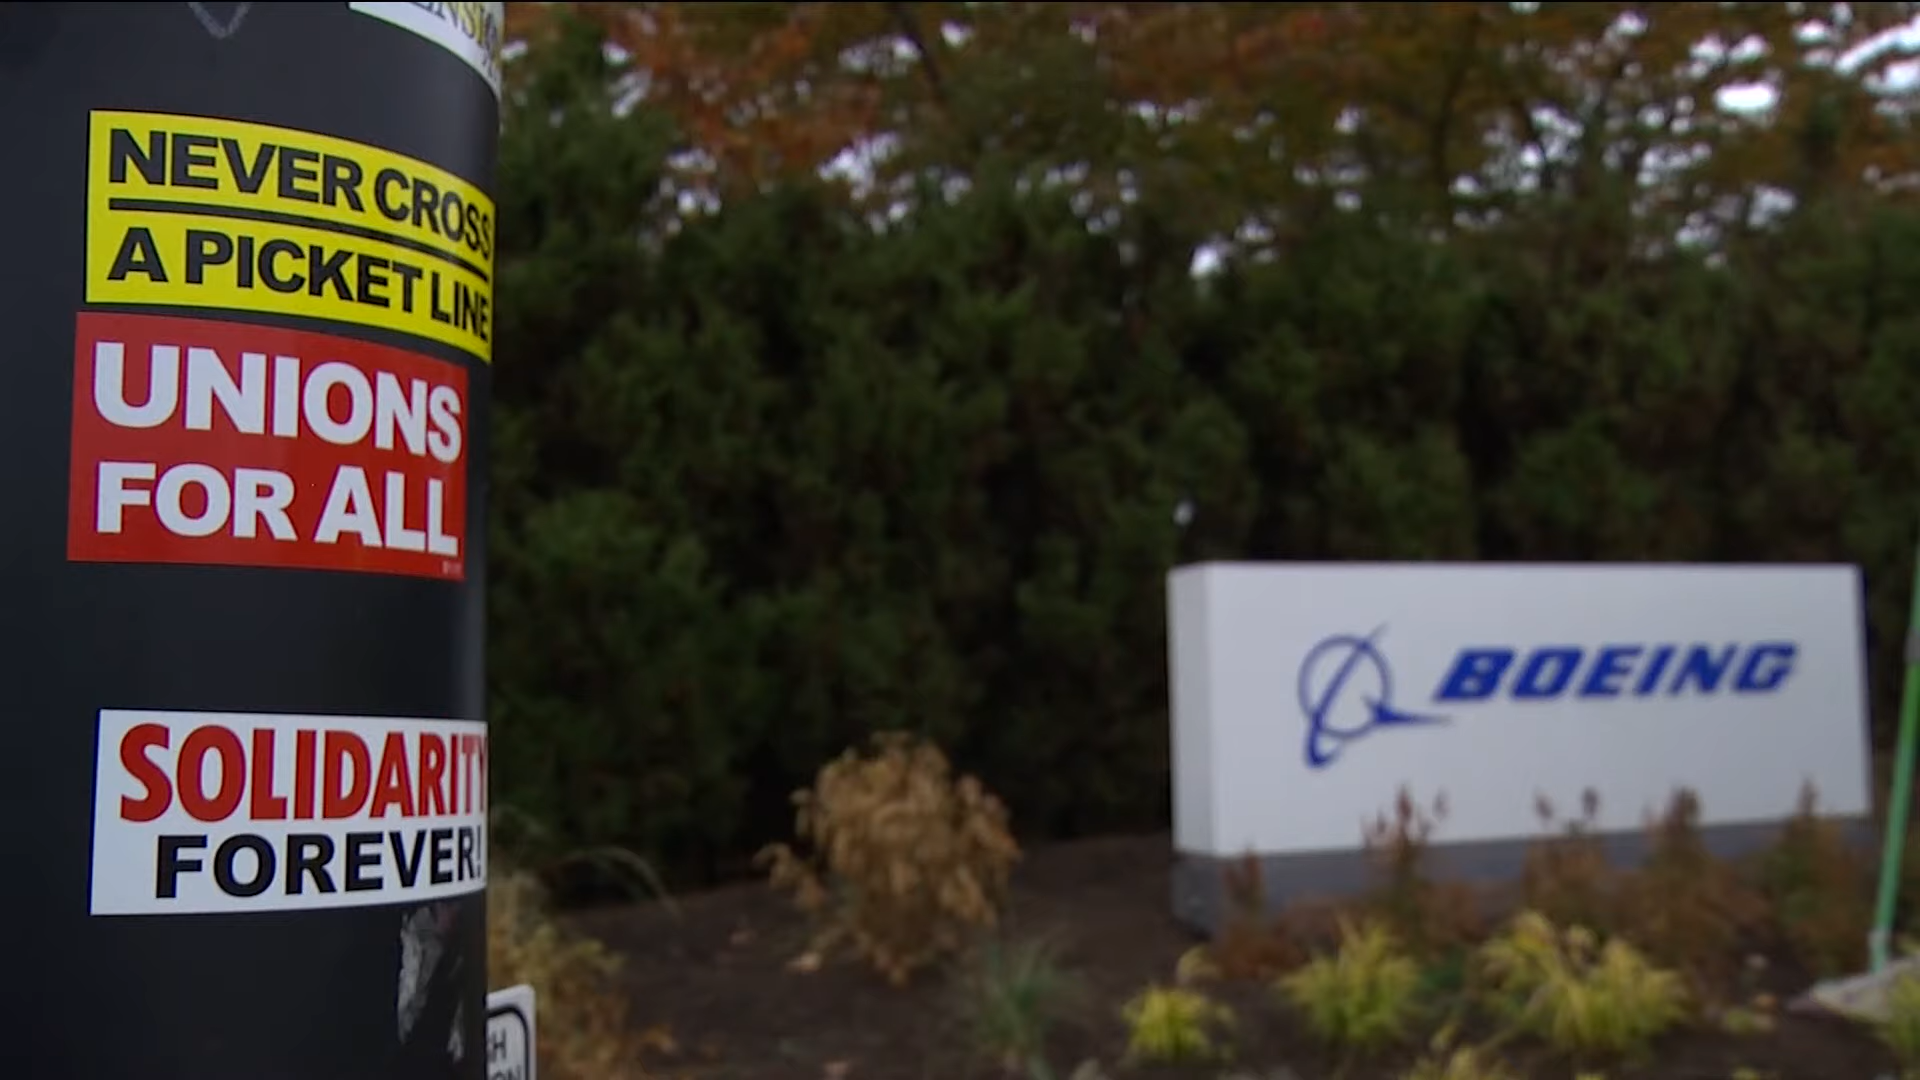 NEVER CROSS
A PICKET LINE
UNIONS
FOR ALL
SOLIDARITY
FOREVER!
BOEING